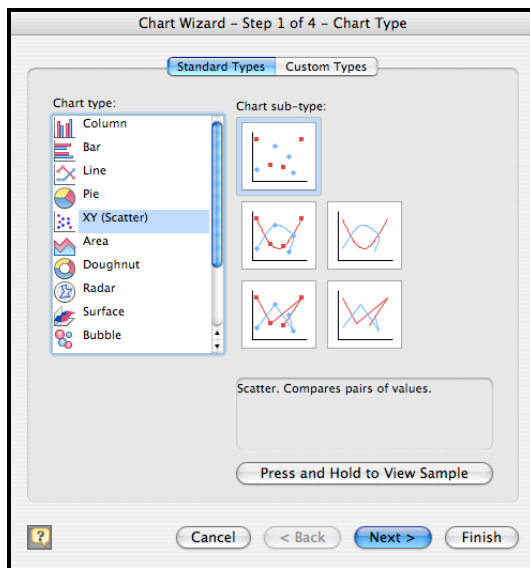 Chart Wizard – Step 1 of 4 – Chart Type
Standard Types
Custom Types
Chart type:
Column
Bar
Line
Pie
XY (Scatter)
Area
Doughnut
Radar
Surface
Bubble
Chart sub-type:
Scatter. Compares pairs of values.
Press and Hold to View Sample
?
Cancel
< Back
Next >
Finish